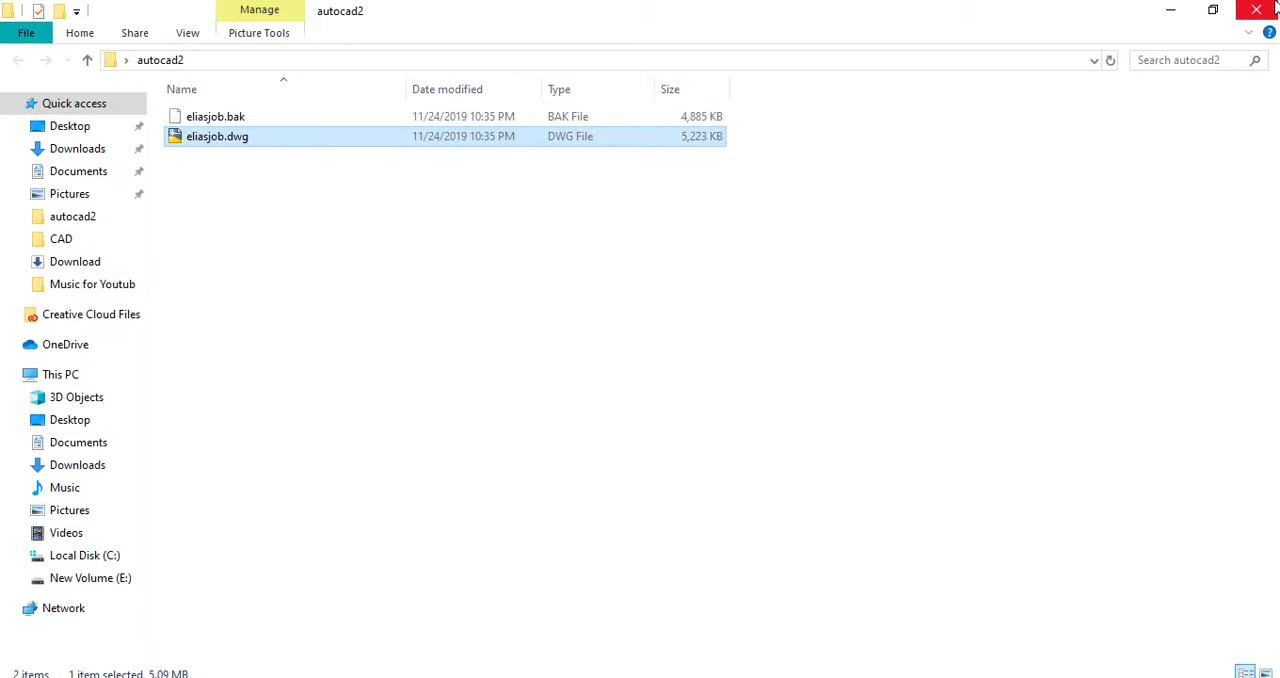 Manage
autocad2
File Home Share View Picture Tools
autocad2
Search autocad2
Name Date modified Type Size
eliasjob.bak 11/24/2019 10:35 PM BAK File 4,885 KB
eliasjob.dwg 11/24/2019 10:35 PM DWG File 5,223 KB
Quick access
Desktop
Downloads
Documents
Pictures
autocad2
CAD
Download
Music for Youtub
Creative Cloud Files
OneDrive
This PC
3D Objects
Desktop
Documents
Downloads
Music
Pictures
Videos
Local Disk (C:)
New Volume (E:)
Network
2 items 1 item selected 5.09 MB